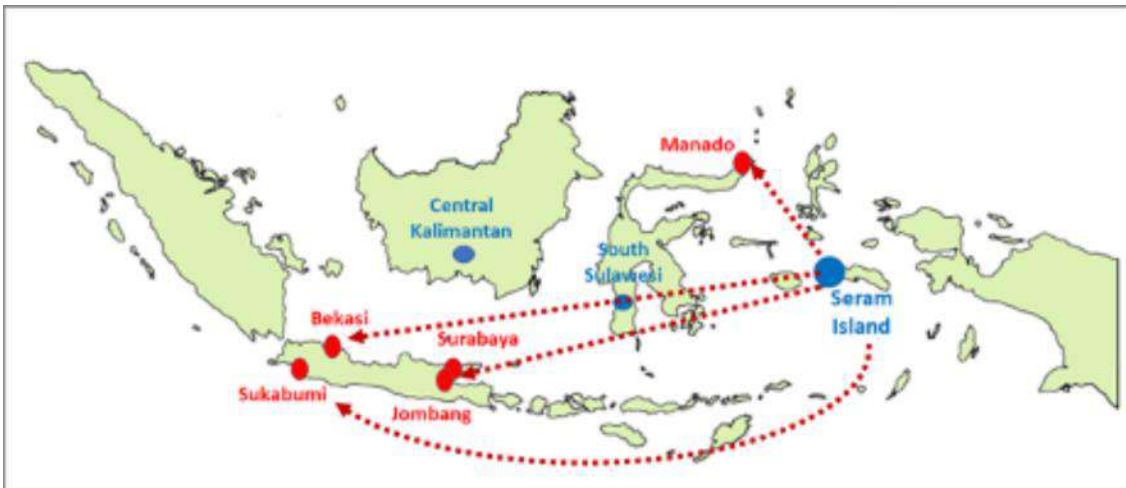 Manado
Central
Kalimantan
South
Sulawesi
Seram
Island
Bekasi
Surabaya
Sukabumi
Jombang